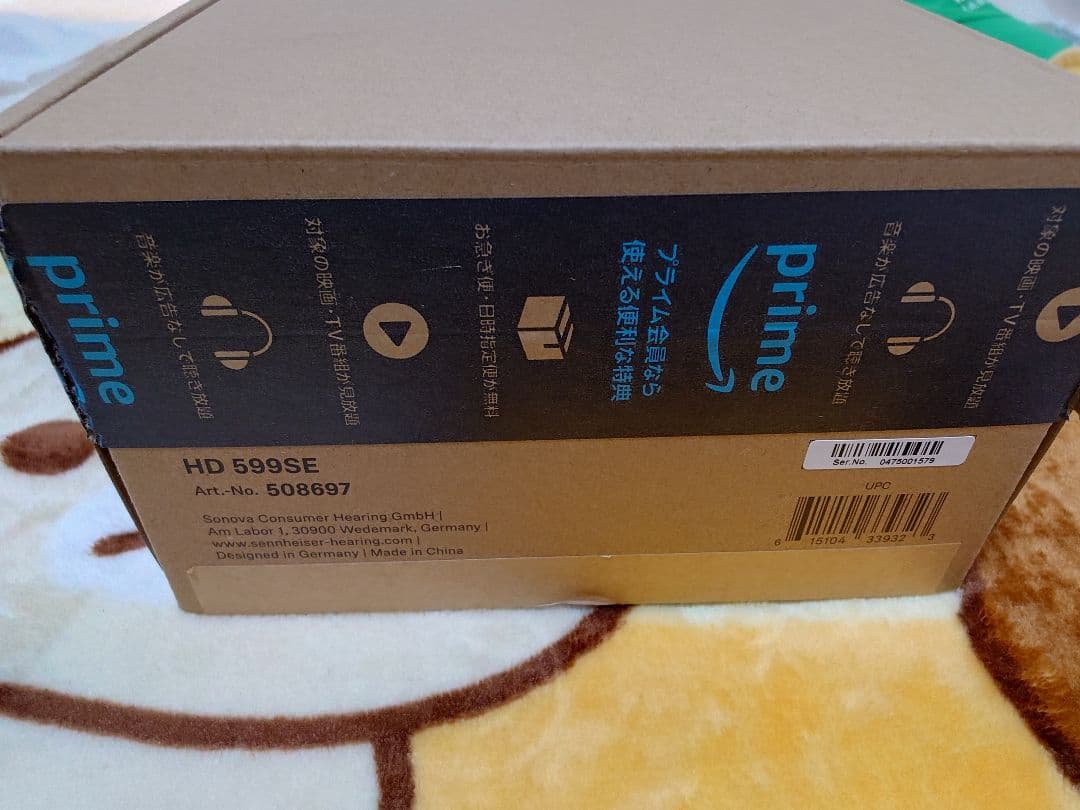 prime
音楽が広告なしで聴き放題
対象の映画・TV番組が見放題
お急ぎ便・日時指定便が無料
プライム会員なら
使える便利な特典
prime
音楽が広告なしで聴き放題
対象の映画・TV番組が見放題
HD 599SE
Art.-No. 508697
Sonova Consumer Hearing GmbH |
Am Labor 1, 30900 Wedemark, Germany |
www.sennheiser-hearing.com |
Designed in Germany | Made in China
Ser.No. 0475001579
UPC
6 15104 33932 3